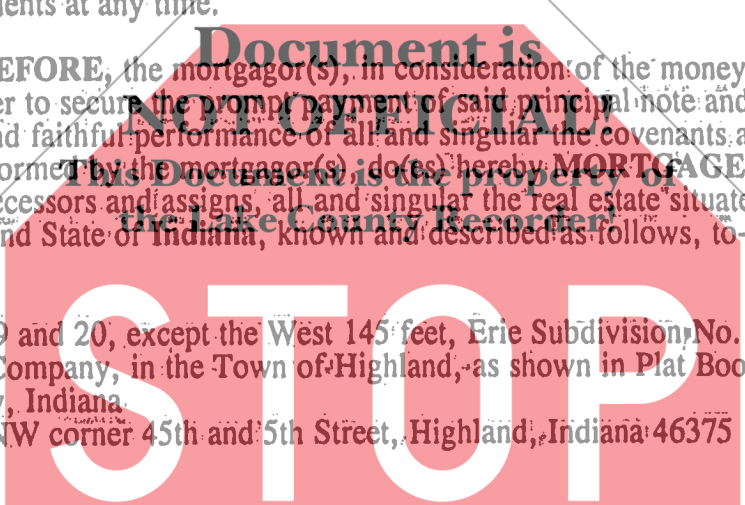 ents at any time.
Document is
EFORE, the mortgagor(s), in consideration of the money
er to secure the prompt payment of said principal note and
NOT OFFICIAL!
nd faithful performance of all and singular the covenants a
ormed by the mortgagor(s), do(es) hereby MORTGAGE
This Document is the property of
ccessors and assigns, all and singular the real estate situate
the Lake County Recorder!
nd State of Indiana, known and described as follows, to-
STOP
9 and 20, except the West 145 feet, Erie Subdivision, No.
Company, in the Town of Highland, as shown in Plat Boo
, Indiana
NW corner 45th and 5th Street, Highland, Indiana 46375